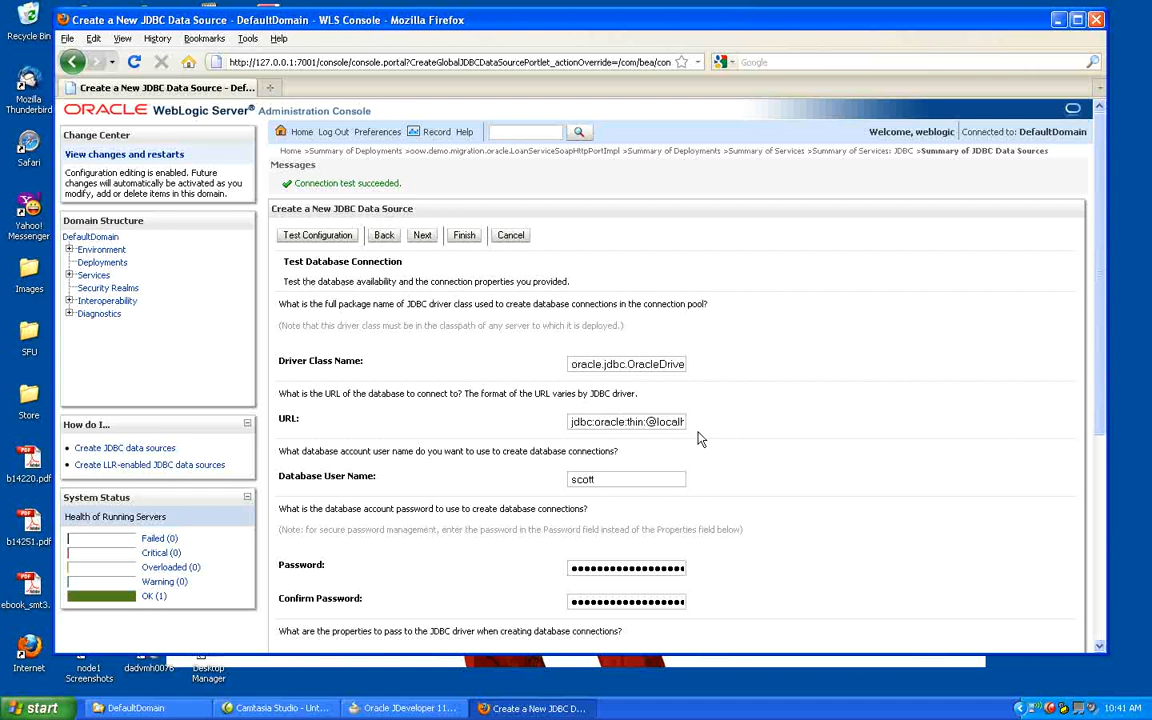 Create a New JDBC Data Source - DefaultDomain - WLS Console - Mozilla Firefox
File Edit View History Bookmarks Tools Help
http://127.0.0.1:7001/console/console.portal?CreateGlobalJDBCDataSourcePortlet_actionOverride=/com/bea/con
Google
Create a New JDBC Data Source - Def...
ORACLE WebLogic Server® Administration Console
Change Center
View changes and restarts
Configuration editing is enabled. Future
changes will automatically be activated as you
modify, add or delete items in this domain.
Domain Structure
DefaultDomain
Environment
Deployments
Services
Security Realms
Interoperability
Diagnostics
How do I...
Create JDBC data sources
Create LLR-enabled JDBC data sources
System Status
Health of Running Servers
Failed (0)
Critical (0)
Overloaded (0)
Warning (0)
OK (1)
Home Log Out Preferences Record Help
Welcome, weblogic Connected to: DefaultDomain
Home >Summary of Deployments >oow.demo.migration.oracle.LoanServiceSoapHttpPortImpl >Summary of Deployments >Summary of Services >Summary of Services: JDBC >Summary of JDBC Data Sources
Messages
Connection test succeeded.
Create a New JDBC Data Source
Test Configuration Back Next Finish Cancel
Test Database Connection
Test the database availability and the connection properties you provided.
What is the full package name of JDBC driver class used to create database connections in the connection pool?
(Note that this driver class must be in the classpath of any server to which it is deployed.)
Driver Class Name: oracle.jdbc.OracleDrive
What is the URL of the database to connect to? The format of the URL varies by JDBC driver.
URL: jdbc:oracle:thin:@localh
What database account user name do you want to use to create database connections?
Database User Name: scott
What is the database account password to use to create database connections?
(Note: for secure password management, enter the password in the Password field instead of the Properties field below)
Password:
Confirm Password:
What are the properties to pass to the JDBC driver when creating database connections?
Recycle Bin
Mozilla
Thunderbird
Safari
Yahoo!
Messenger
Images
SFU
Store
b14220.pdf
b14251.pdf
ebook_smt3.
Internet
node1
Screenshots
dadvmh0076
Desktop
Manager
start
DefaultDomain
Camtasia Studio - Unt...
Oracle JDeveloper 11...
Create a New JDBC D...
10:41 AM